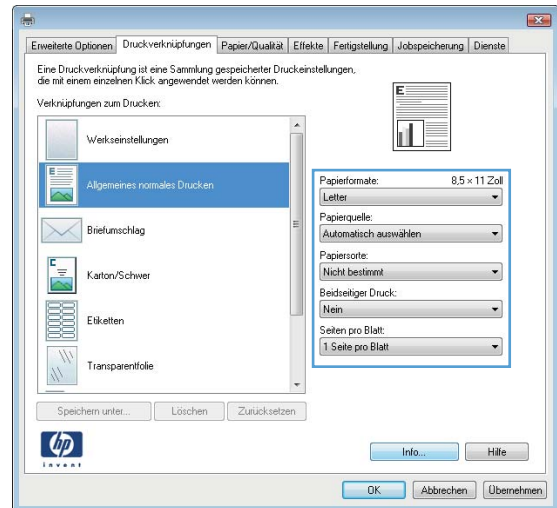 Erweiterte Optionen Druckverknüpfungen Papier/Qualität Effekte Fertigstellung Jobspeicherung Dienste
Eine Druckverknüpfung ist eine Sammlung gespeicherter Druckeinstellungen,
die mit einem einzelnen Klick angewendet werden können.
Verknüpfungen zum Drucken:
Werkseinstellungen
Allgemeines normales Drucken
Briefumschlag
Karton/Schwer
Etiketten
Transparentfolie
E
Papierformate: 8,5 × 11 Zoll
Letter
Papierquelle:
Automatisch auswählen
Papiersorte:
Nicht bestimmt
Beidseitiger Druck:
Nein
Seiten pro Blatt:
1 Seite pro Blatt
Speichern unter... Löschen Zurücksetzen
hp
invent
Info... Hilfe
OK Abbrechen Übernehmen